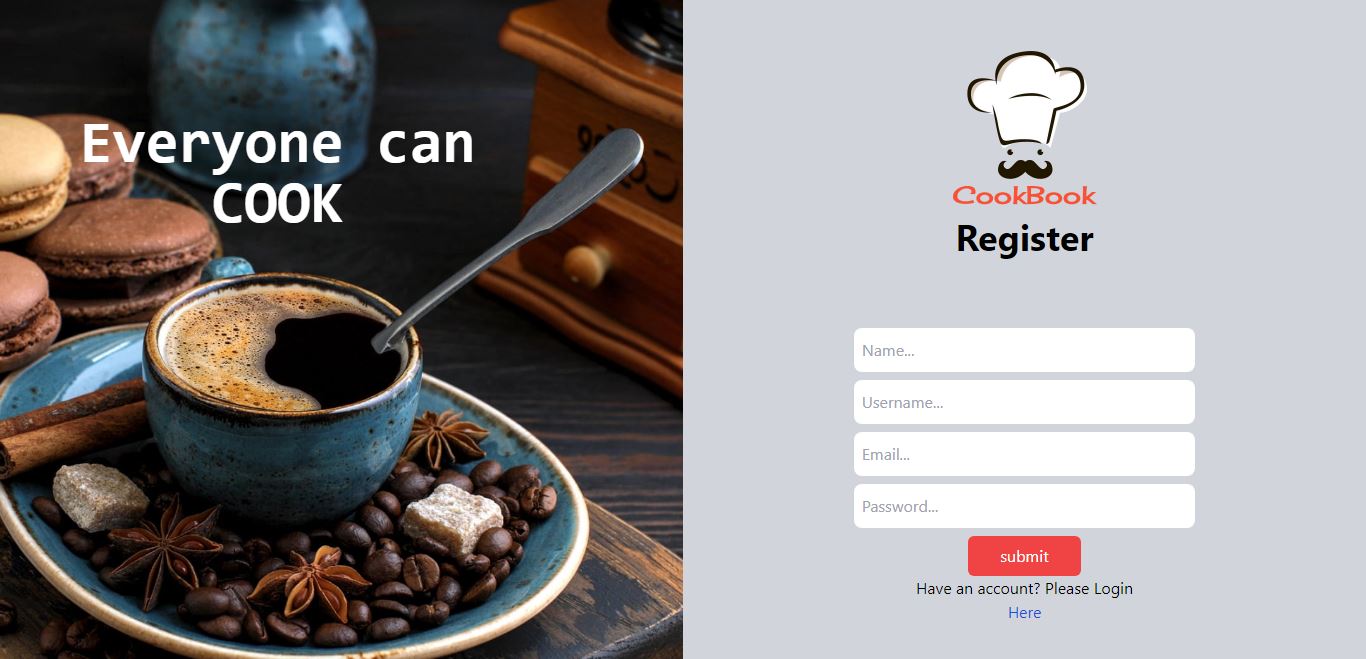 Everyone can
COOK
CookBook
Register
Name...
Username...
Email...
Password...
submit
Have an account? Please Login
Here